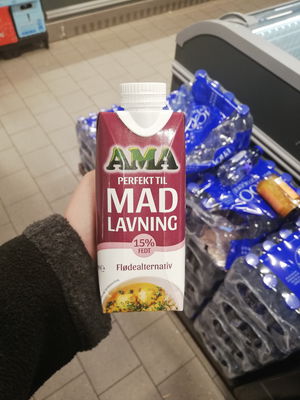 AMA
PERFEKT TIL
MAD
LAVNING
15%
FEDT
Flødealternativ